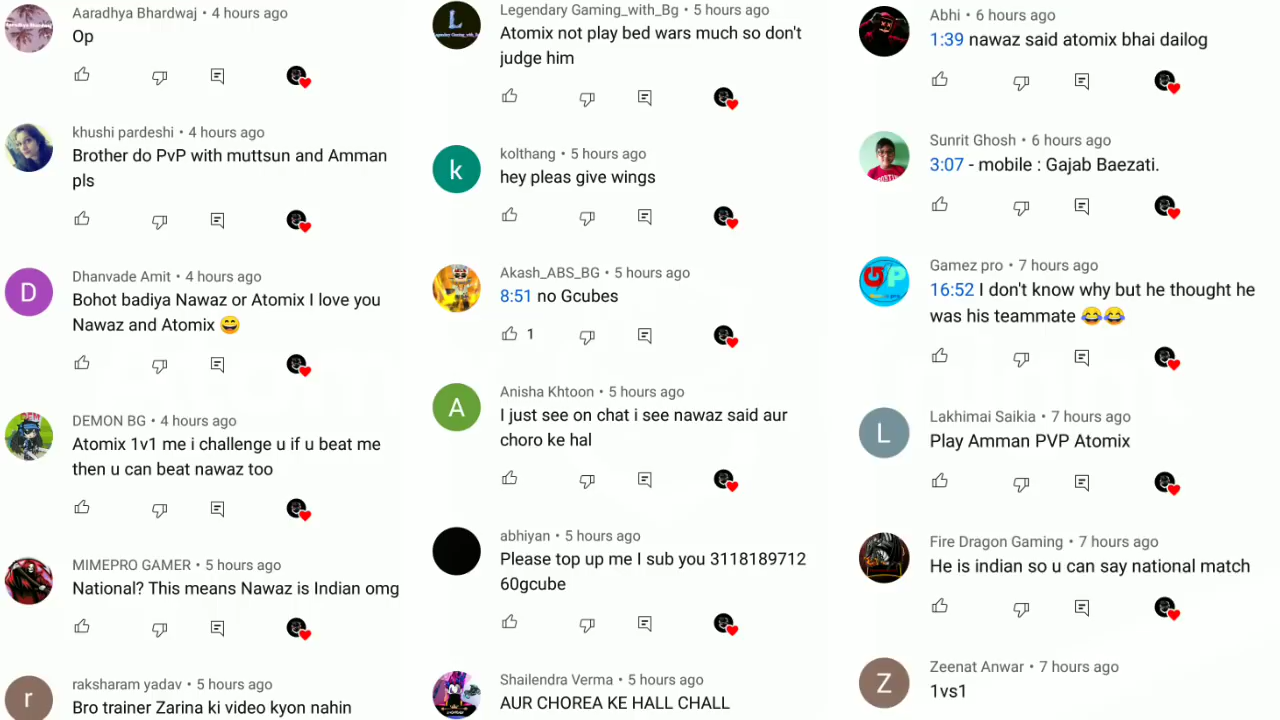 Aaradhya Bhardwaj • 4 hours ago
Op
khushi pardeshi • 4 hours ago
Brother do PvP with muttsun and Amman
pls
D
Dhanvade Amit • 4 hours ago
Bohot badiya Nawaz or Atomix I love you
Nawaz and Atomix 😄
DEMON BG • 4 hours ago
Atomix 1v1 me i challenge u if u beat me
then u can beat nawaz too
MIMEPRO GAMER • 5 hours ago
National? This means Nawaz is Indian omg
r
raksharam yadav • 5 hours ago
Bro trainer Zarina ki video kyon nahin
L
Legendary Gaming_with_Bg • 5 hours ago
Atomix not play bed wars much so don't
judge him
k
kolthang • 5 hours ago
hey pleas give wings
Akash_ABS_BG • 5 hours ago
8:51 no Gcubes
1
A
Anisha Khtoon • 5 hours ago
I just see on chat i see nawaz said aur
choro ke hal
abhiyan • 5 hours ago
Please top up me I sub you 3118189712
60gcube
Shailendra Verma • 5 hours ago
AUR CHOREA KE HALL CHALL
Abhi • 6 hours ago
1:39 nawaz said atomix bhai dailog
Sunrit Ghosh • 6 hours ago
3:07 - mobile : Gajab Baezati.
GP
Gamez pro • 7 hours ago
16:52 I don't know why but he thought he
was his teammate 😂😂
L
Lakhimai Saikia • 7 hours ago
Play Amman PVP Atomix
Fire Dragon Gaming • 7 hours ago
He is indian so u can say national match
Z
Zeenat Anwar • 7 hours ago
1vs1